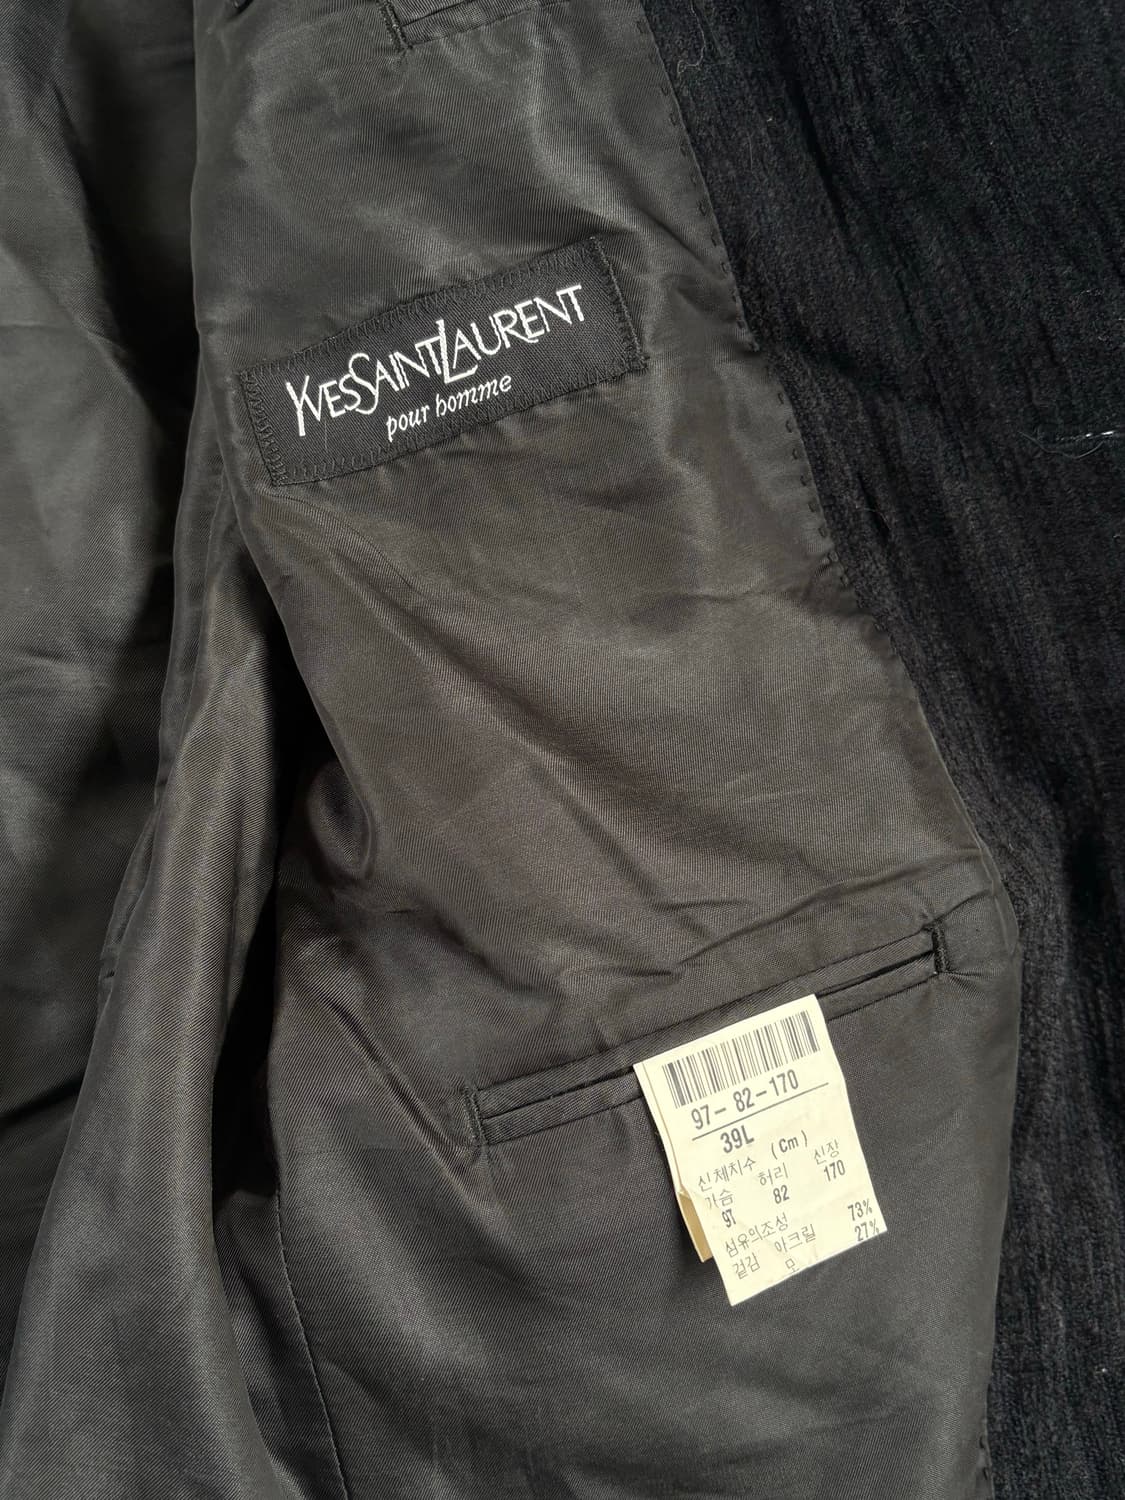 YVESSAINTLAURENT
pour homme
97-82-170
39L
신체치수 (Cm)
가슴 허리 신장
97 82 170
섬유의조성
겉감 아크릴 73%
모 27%